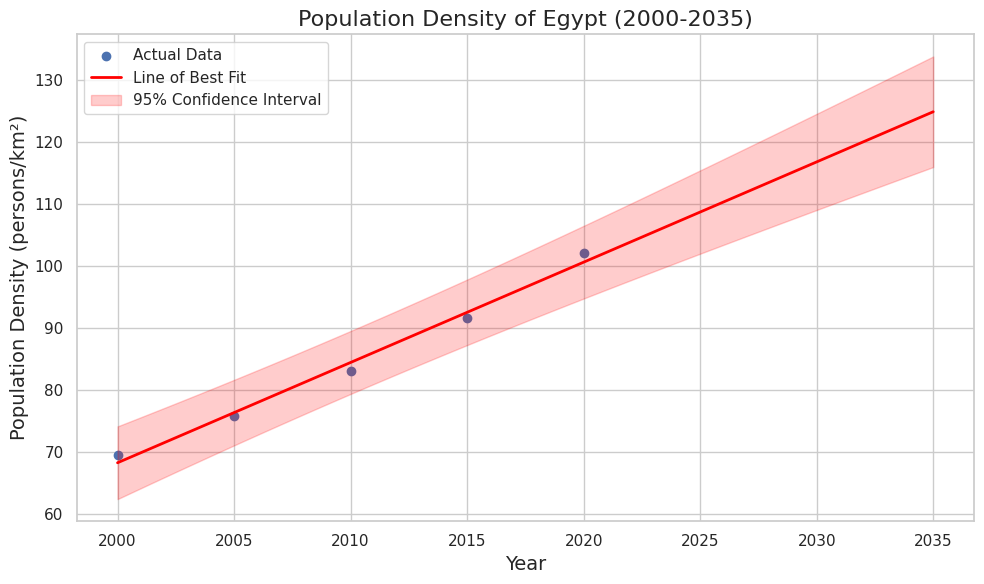 Population Density of Egypt (2000-2035)
Actual Data
Line of Best Fit
95% Confidence Interval
Population Density (persons/km²)
130
120
110
100
90
80
70
60
2000 2005 2010 2015 2020 2025 2030 2035
Year